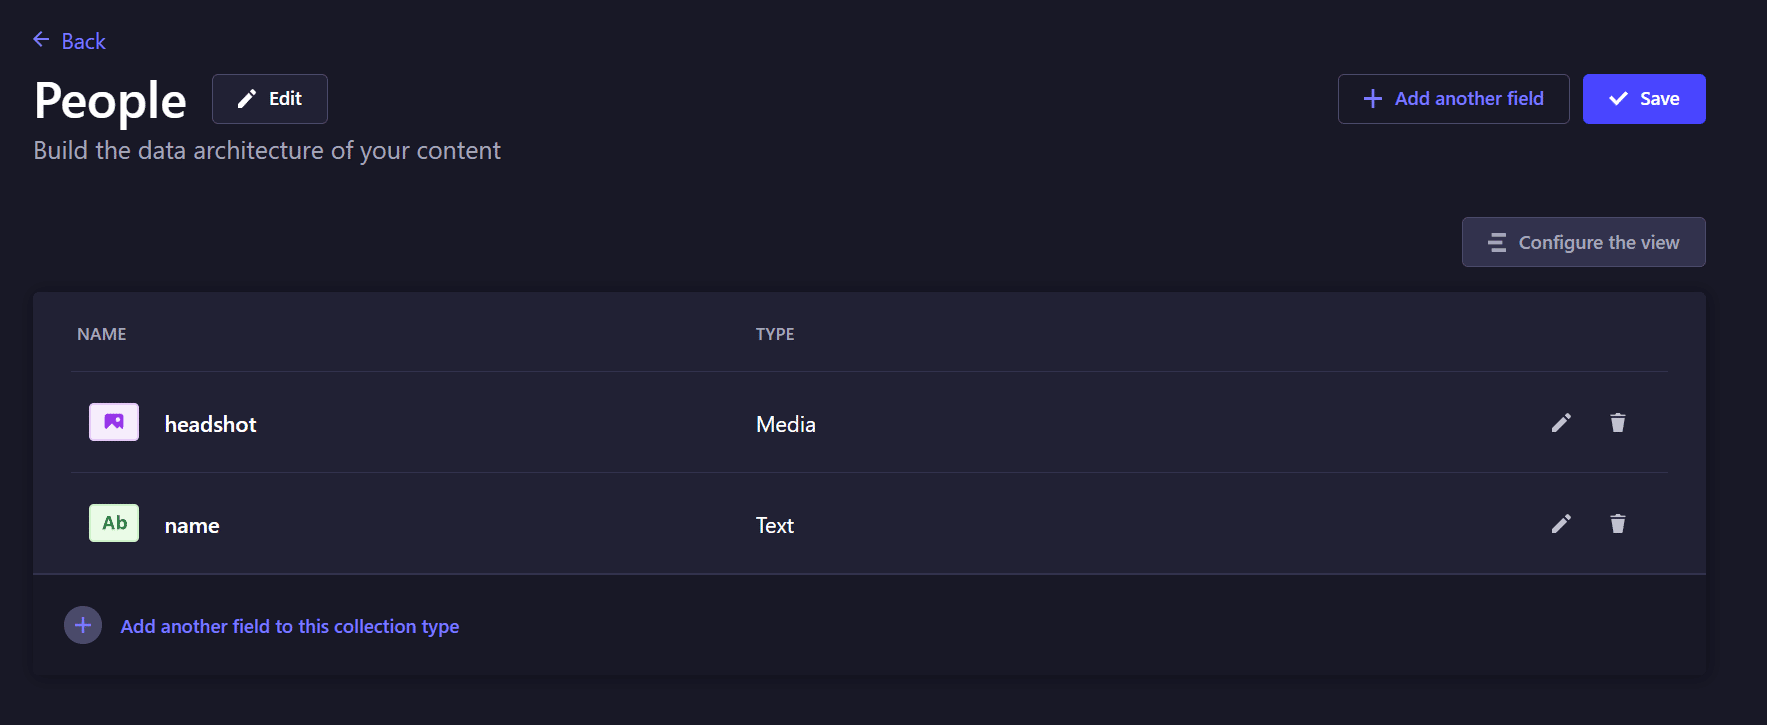 Back
People
Edit
Add another field
Save
Build the data architecture of your content
Configure the view
NAME TYPE
headshot Media
Ab name Text
Add another field to this collection type